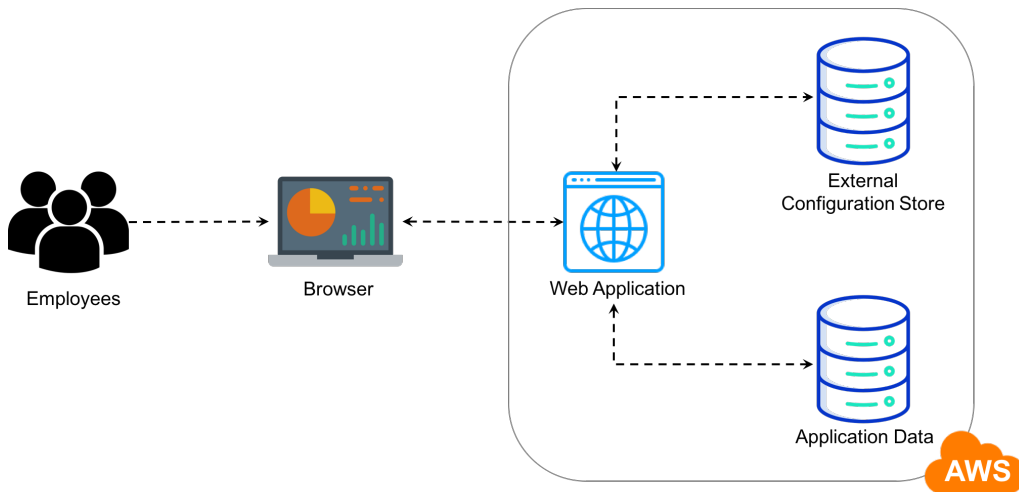 Employees
Browser
Web Application
External
Configuration Store
Application Data
AWS